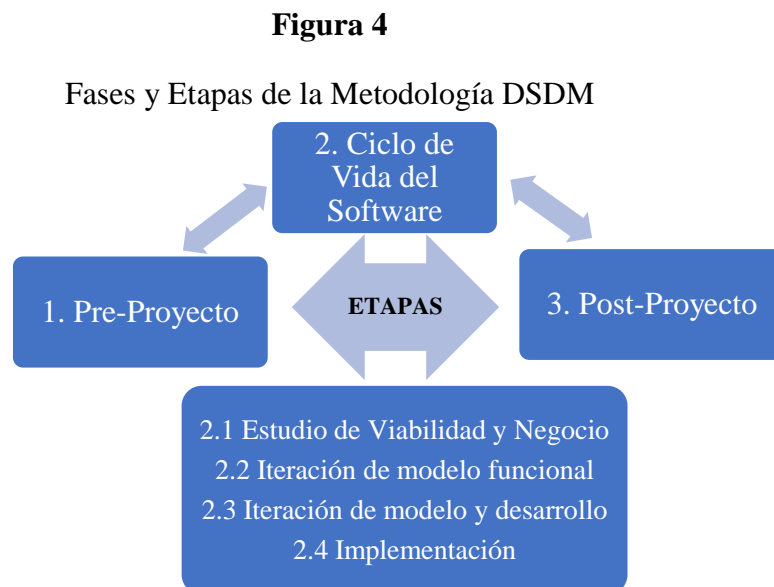 Figura 4
Fases y Etapas de la Metodología DSDM
2. Ciclo de
Vida del
Software
1. Pre-Proyecto
ETAPAS
3. Post-Proyecto
2.1 Estudio de Viabilidad y Negocio
2.2 Iteración de modelo funcional
2.3 Iteración de modelo y desarrollo
2.4 Implementación